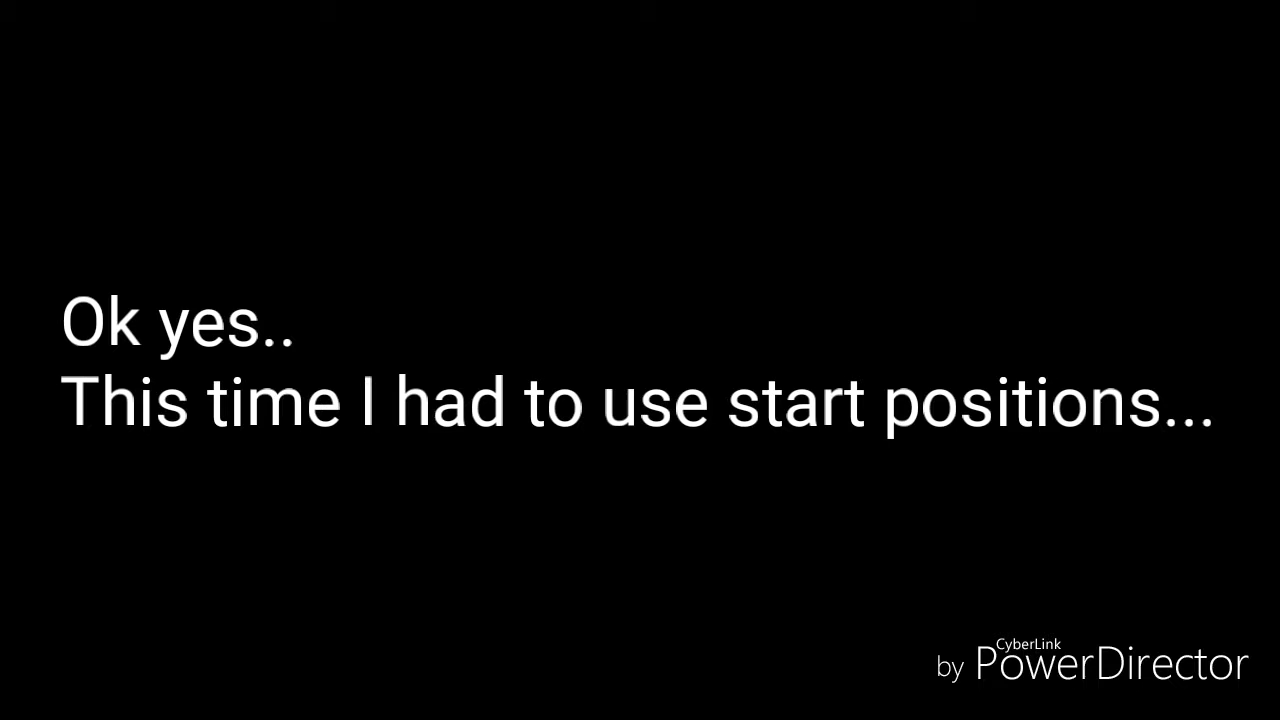 Ok yes..
This time I had to use start positions...
CyberLink
by PowerDirector